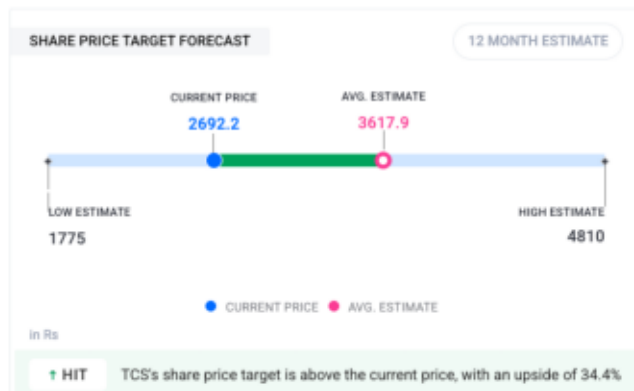 SHARE PRICE TARGET FORECAST
12 MONTH ESTIMATE
CURRENT PRICE
AVG. ESTIMATE
2692.2
3617.9
LOW ESTIMATE
HIGH ESTIMATE
1775
4810
CURRENT PRICE
AVG. ESTIMATE
in Rs
↑ HIT
TCS's share price target is above the current price, with an upside of 34.4%